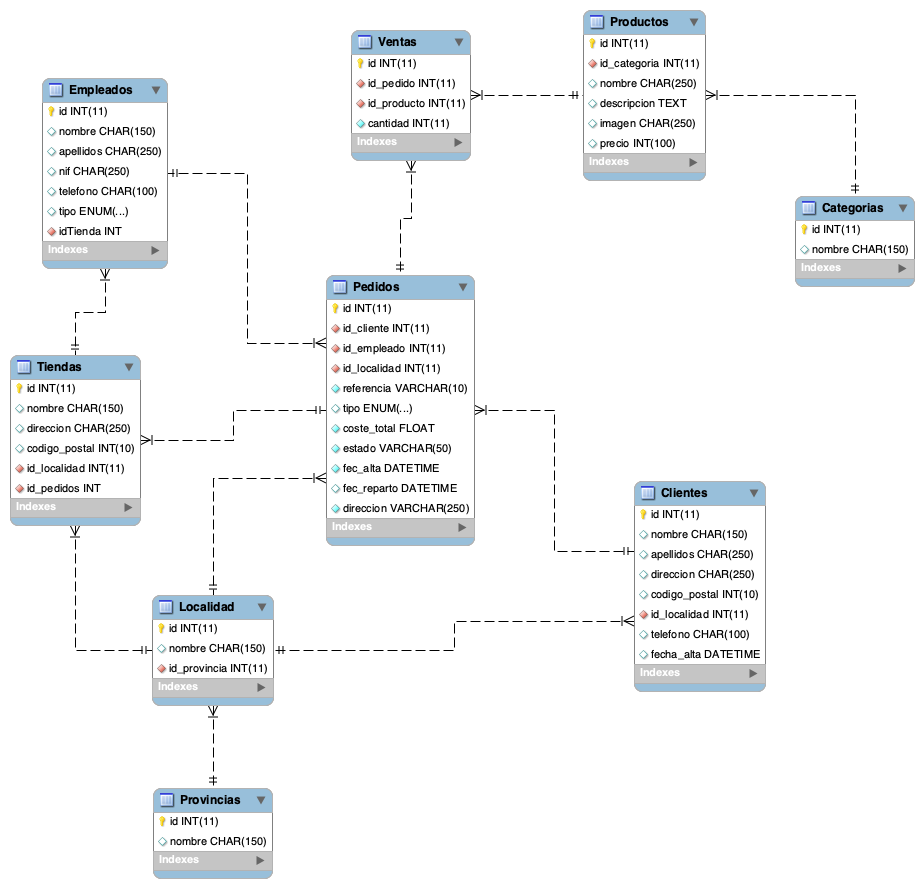 Productos
id INT(11)
id_categoria INT(11)
nombre CHAR(250)
descripcion TEXT
imagen CHAR(250)
precio INT(100)
Indexes
Ventas
id INT(11)
id_pedido INT(11)
id_producto INT(11)
cantidad INT(11)
Indexes
Empleados
id INT(11)
nombre CHAR(150)
apellidos CHAR(250)
nif CHAR(250)
telefono CHAR(100)
tipo ENUM(...)
idTienda INT
Indexes
Categorias
id INT(11)
nombre CHAR(150)
Indexes
Pedidos
id INT(11)
id_cliente INT(11)
id_empleado INT(11)
id_localidad INT(11)
referencia VARCHAR(10)
tipo ENUM(...)
coste_total FLOAT
estado VARCHAR(50)
fec_alta DATETIME
fec_reparto DATETIME
direccion VARCHAR(250)
Indexes
Tiendas
id INT(11)
nombre CHAR(150)
direccion CHAR(250)
codigo_postal INT(10)
id_localidad INT(11)
id_pedidos INT
Indexes
Clientes
id INT(11)
nombre CHAR(150)
apellidos CHAR(250)
direccion CHAR(250)
codigo_postal INT(10)
id_localidad INT(11)
telefono CHAR(100)
fecha_alta DATETIME
Indexes
Localidad
id INT(11)
nombre CHAR(150)
id_provincia INT(11)
Indexes
Provincias
id INT(11)
nombre CHAR(150)
Indexes